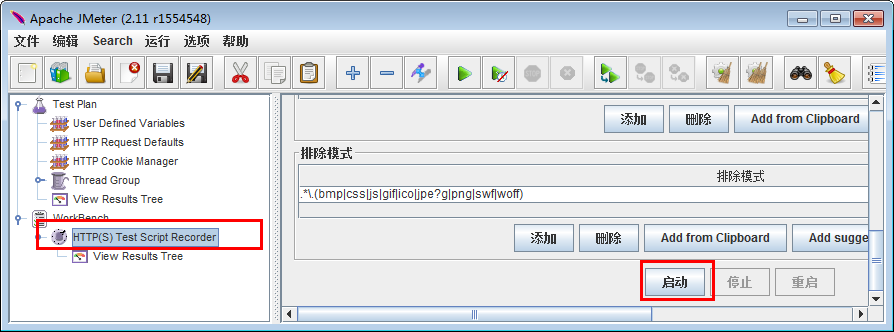 Apache JMeter (2.11 r1554548)
文件 编辑 Search 运行 选项 帮助
STOP
Test Plan
User Defined Variables
HTTP Request Defaults
HTTP Cookie Manager
Thread Group
View Results Tree
WorkBench
HTTP(S) Test Script Recorder
View Results Tree
添加 删除 Add from Clipboard
排除模式
排除模式
.*\.(bmp|css|js|gif|ico|jpe?g|png|swf|woff)
添加 删除 Add from Clipboard Add sugge
启动 停止 重启